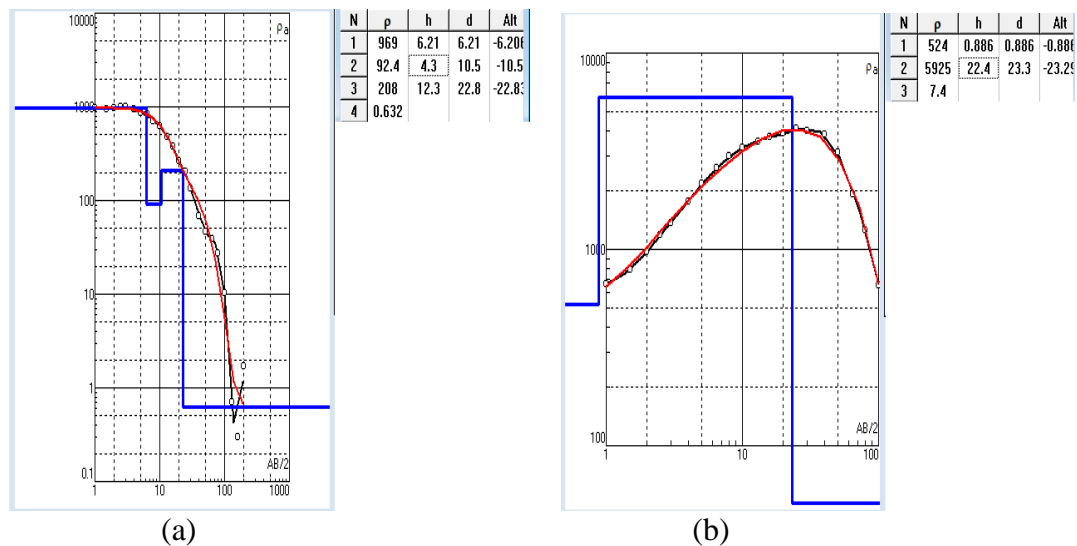 10000
ρa
1000
100
10
1
0.1
AB/2
1
10
100
1000
N ρ h d Alt
1 969 6.21 6.21 -6.206
2 92.4 4.3 10.5 -10.5
3 208 12.3 22.8 -22.83
4 0.632
(a)
10000
ρa
1000
100
AB/2
1
10
100
N ρ h d Alt
1 524 0.886 0.886 -0.886
2 5925 22.4 23.3 -23.29
3 7.4
(b)